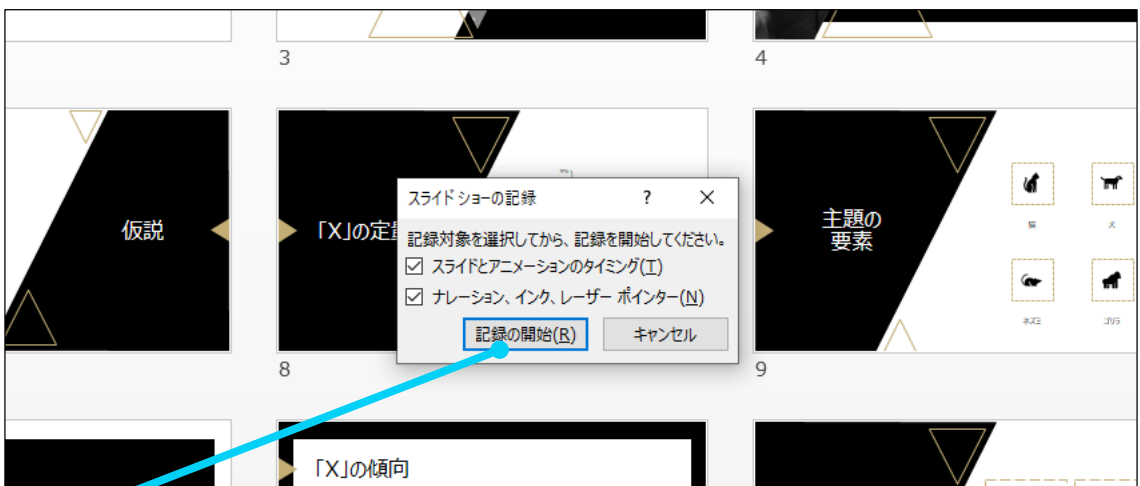 3
4
仮説
「X」の定量
主題の
要素
猫
犬
ネズミ
ゴリラ
スライド ショーの記録
?
記録対象を選択してから、記録を開始してください。
スライドとアニメーションのタイミング(T)
ナレーション、インク、レーザー ポインター(N)
記録の開始(R)
キャンセル
8
9
「X」の傾向